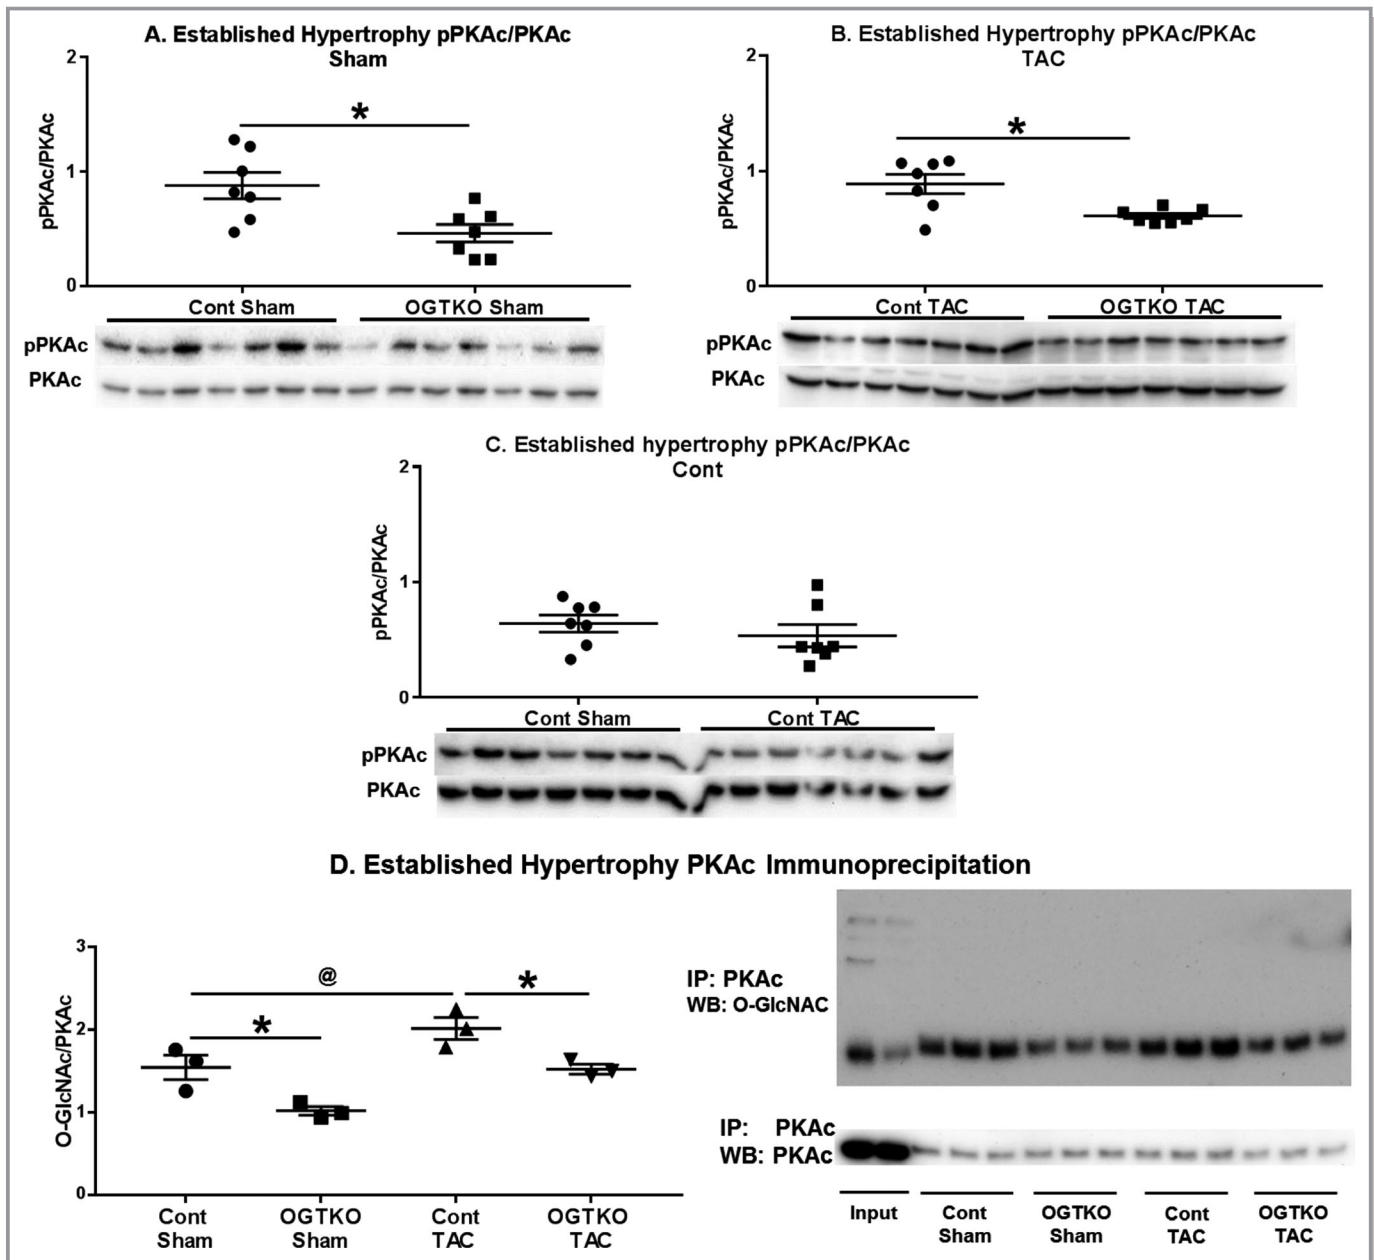 A. Established Hypertrophy pPKAc/PKAc
Sham
2
1
0
pPKAc/PKAc
*
Cont Sham
OGTKO Sham
pPKAc
PKAc
B. Established Hypertrophy pPKAc/PKAc
TAC
2
1
0
pPKAc/PKAc
*
Cont TAC
OGTKO TAC
pPKAc
PKAc
C. Established hypertrophy pPKAc/PKAc
Cont
2
1
0
pPKAc/PKAc
Cont Sham
Cont TAC
pPKAc
PKAc
D. Established Hypertrophy PKAc Immunoprecipitation
3
2
1
0
O-GlcNAc/PKAc
@
*
*
Cont
Sham
OGTKO
Sham
Cont
TAC
OGTKO
TAC
IP: PKAc
WB: O-GlcNAC
IP: PKAc
WB: PKAc
Input
Cont
Sham
OGTKO
Sham
Cont
TAC
OGTKO
TAC